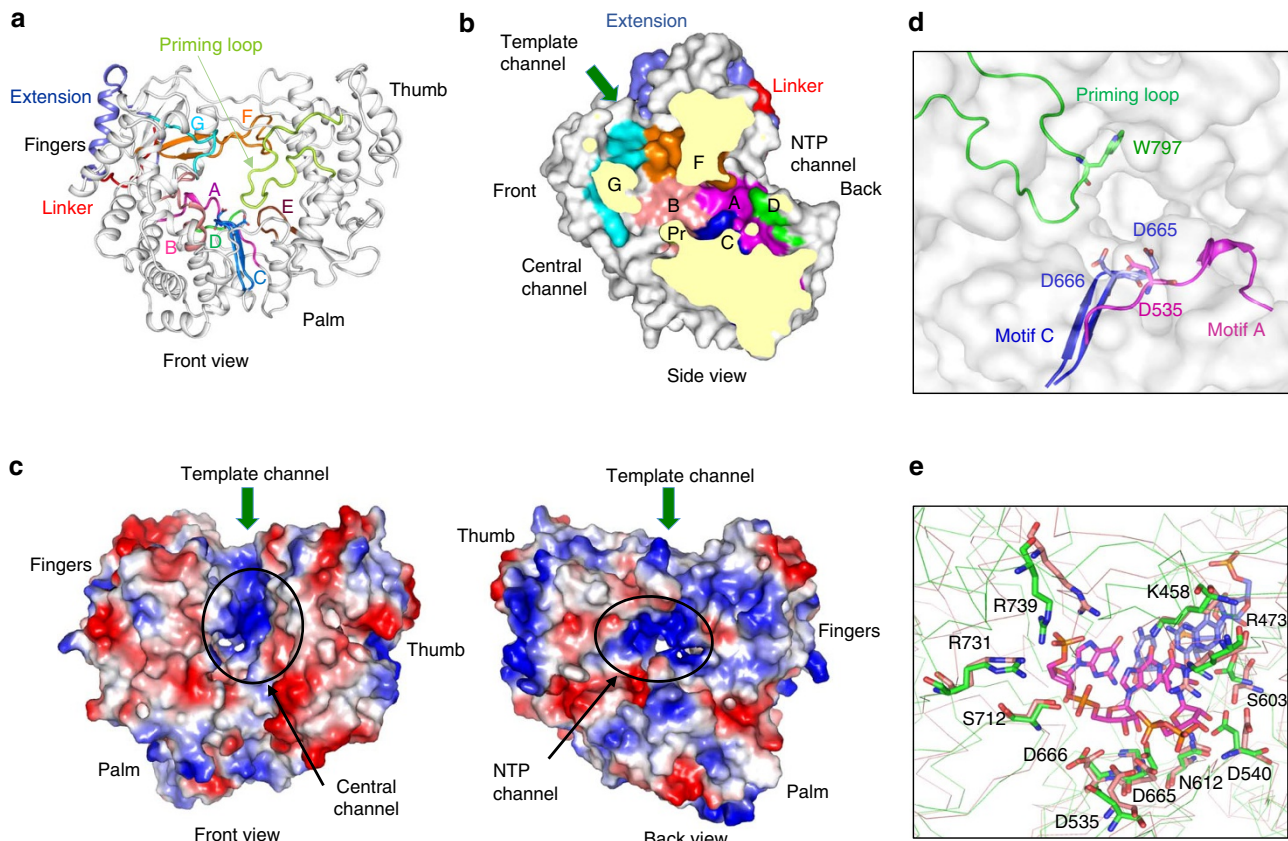 a
Priming loop
Extension
Thumb
Fingers
G
F
A
E
Linker
B
D
C
Palm
Front view
b
Extension
Template
channel
Linker
NTP
channel
Front
Back
F
G
B
A
D
Pr
C
Central
channel
Side view
c
Template channel
Fingers
Thumb
Palm
Central
channel
Front view
Template channel
Thumb
Fingers
NTP
channel
Palm
Back view
d
Priming loop
W797
D665
D666
D535
Motif C
Motif A
e
K458
R739
R473
R731
S603
S712
D666
N612
D540
D665
D535